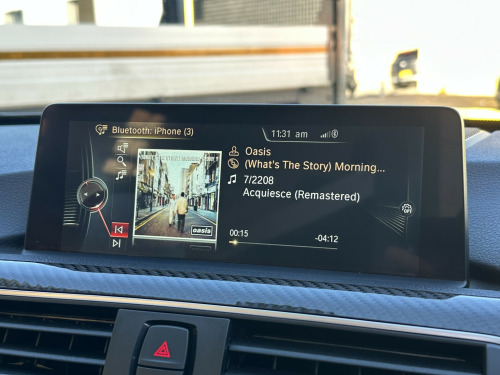 Bluetooth: iPhone (3)
11:31 am
Oasis
(What's The Story) Morning...
7/2208
Acquiesce (Remastered)
00:15
-04:12
oasis